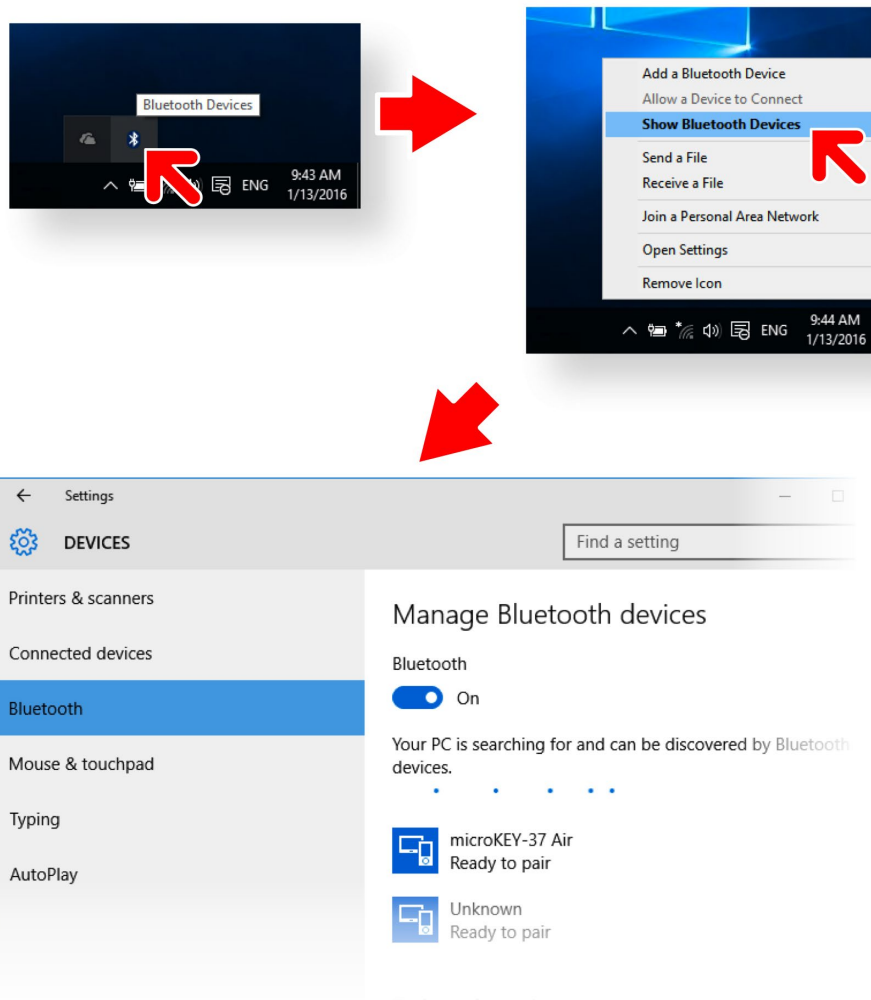 Bluetooth Devices
ENG
9:43 AM
1/13/2016
Add a Bluetooth Device
Allow a Device to Connect
Show Bluetooth Devices
Send a File
Receive a File
Join a Personal Area Network
Open Settings
Remove Icon
ENG
9:44 AM
1/13/2016
Settings
DEVICES
Find a setting
Printers & scanners
Connected devices
Bluetooth
Mouse & touchpad
Typing
AutoPlay
Manage Bluetooth devices
Bluetooth
On
Your PC is searching for and can be discovered by Bluetooth
devices.
microKEY-37 Air
Ready to pair
Unknown
Ready to pair